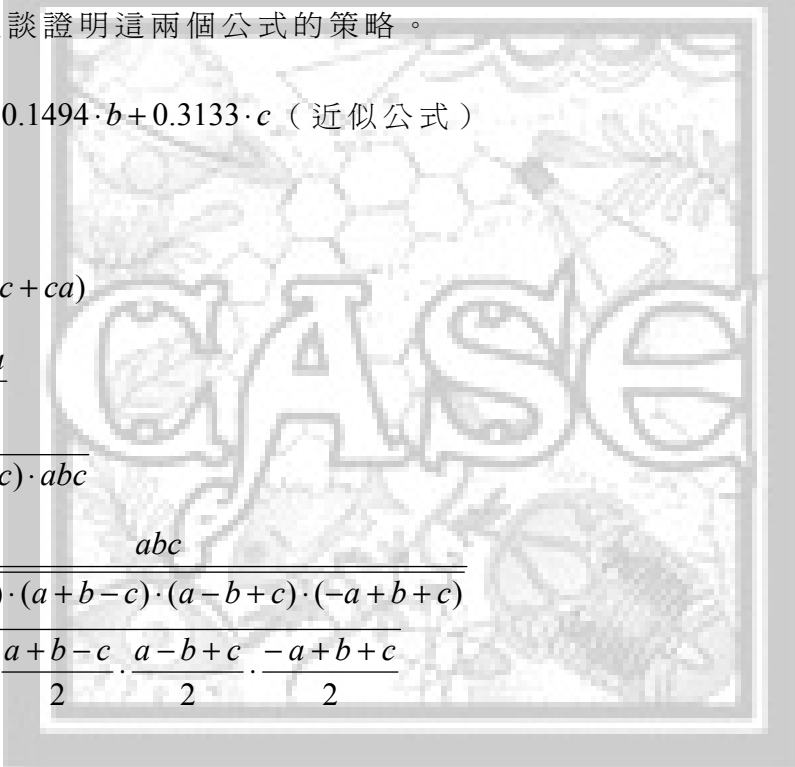 談證明這兩個公式的策略。
0.1494·b+0.3133·c（近似公式）
c+ca)
CASE
c)·abc
abc
)·(a+b−c)·(a−b+c)·(−a+b+c)
a+b−c/2 · a−b+c/2 · −a+b+c/2